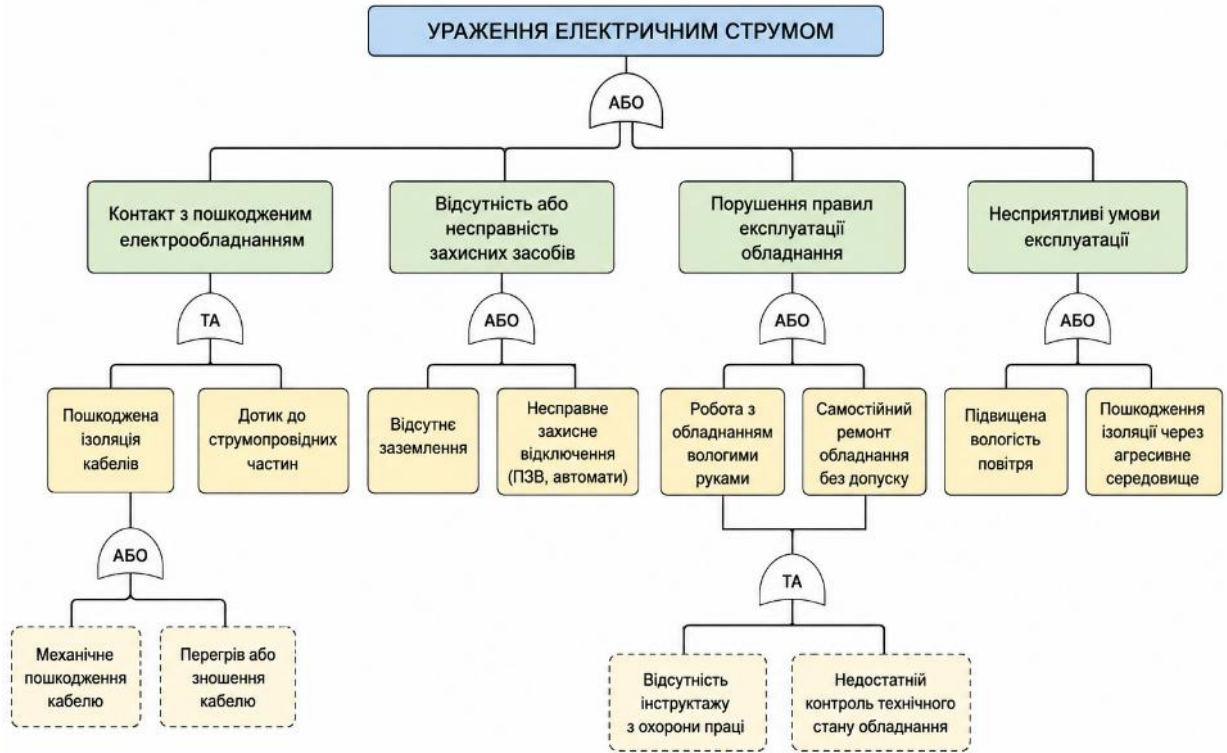 УРАЖЕННЯ ЕЛЕКТРИЧНИМ СТРУМОМ
АБО
Контакт з пошкодженим
електрообладнанням
Відсутність або
несправність
захисних засобів
Порушення правил
експлуатації
обладнання
Несприятливі умови
експлуатації
ТА
АБО
АБО
АБО
Пошкоджена
ізоляція
кабелів
Дотик до
струмопровідних
частин
Відсутнє
заземлення
Несправне
захисне
відключення
(ПЗВ, автомати)
Робота з
обладнанням
вологими
руками
Самостійний
ремонт
обладнання
без допуску
Підвищена
вологість
повітря
Пошкодження
ізоляції через
агресивне
середовище
АБО
ТА
Механічне
пошкодження
кабелю
Перегрів або
зношення
кабелю
Відсутність
інструктажу
з охорони праці
Недостатній
контроль технічного
стану обладнання